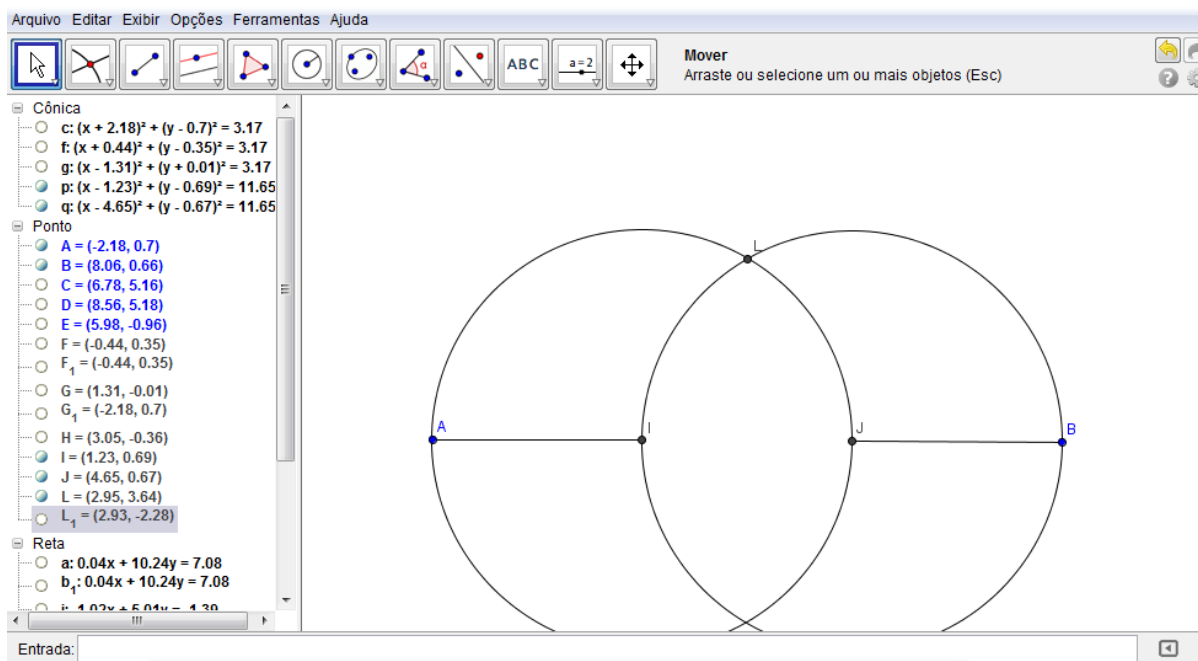 Arquivo Editar Exibir Opções Ferramentas Ajuda
ABC
a=2
α
Mover
Arraste ou selecione um ou mais objetos (Esc)
Cônica
c: (x + 2.18)² + (y - 0.7)² = 3.17
f: (x + 0.44)² + (y - 0.35)² = 3.17
g: (x - 1.31)² + (y + 0.01)² = 3.17
p: (x - 1.23)² + (y - 0.69)² = 11.65
q: (x - 4.65)² + (y - 0.67)² = 11.65
Ponto
A = (-2.18, 0.7)
B = (8.06, 0.66)
C = (6.78, 5.16)
D = (8.56, 5.18)
E = (5.98, -0.96)
F = (-0.44, 0.35)
F₁ = (-0.44, 0.35)
G = (1.31, -0.01)
G₁ = (-2.18, 0.7)
H = (3.05, -0.36)
I = (1.23, 0.69)
J = (4.65, 0.67)
L = (2.95, 3.64)
L₁ = (2.93, -2.28)
Reta
a: 0.04x + 10.24y = 7.08
b₁: 0.04x + 10.24y = 7.08
L
A
I
J
B
Entrada: